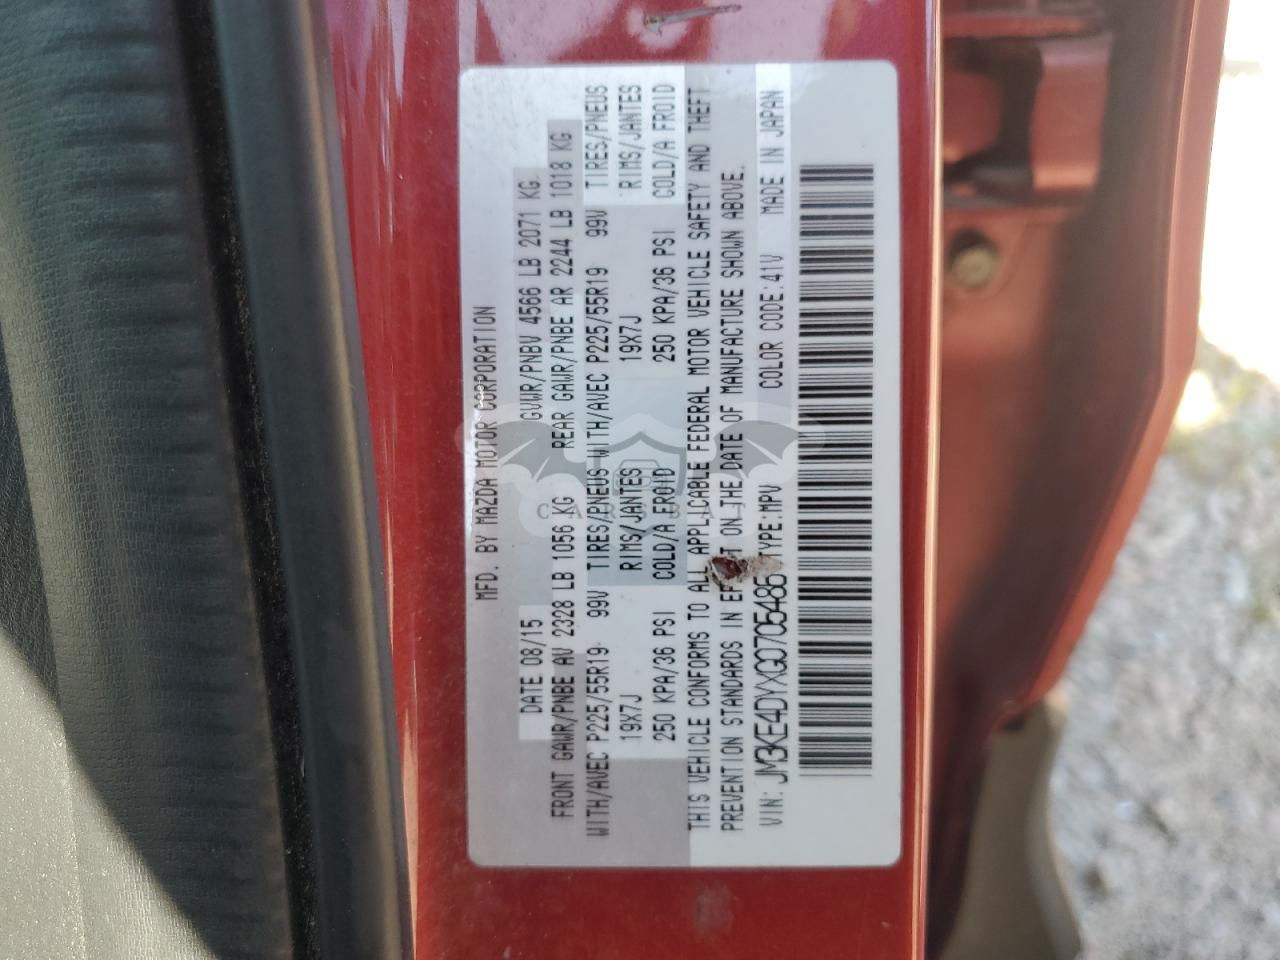 MFD. BY MAZDA MOTOR CORPORATION
DATE 08/15 GVWR/PNBV 4566 LB 2071 KG
FRONT GAWR/PNBE AV 2328 LB 1056 KG REAR GAWR/PNBE AR 2244 LB 1018 KG
WITH/AVEC P225/55R19 99V TIRES/PNEUS WITH/AVEC P225/55R19 99V TIRES/PNEUS
19X7J RIMS/JANTES 19X7J RIMS/JANTES
250 KPA/36 PSI COLD/A FROID 250 KPA/36 PSI COLD/A FROID
THIS VEHICLE CONFORMS TO ALL APPLICABLE FEDERAL MOTOR VEHICLE SAFETY AND THEFT
PREVENTION STANDARDS IN EFFECT ON THE DATE OF MANUFACTURE SHOWN ABOVE.
VIN: JM3KE4DYXG0705486 TYPE:MPV COLOR CODE:41V MADE IN JAPAN
CARSBAT